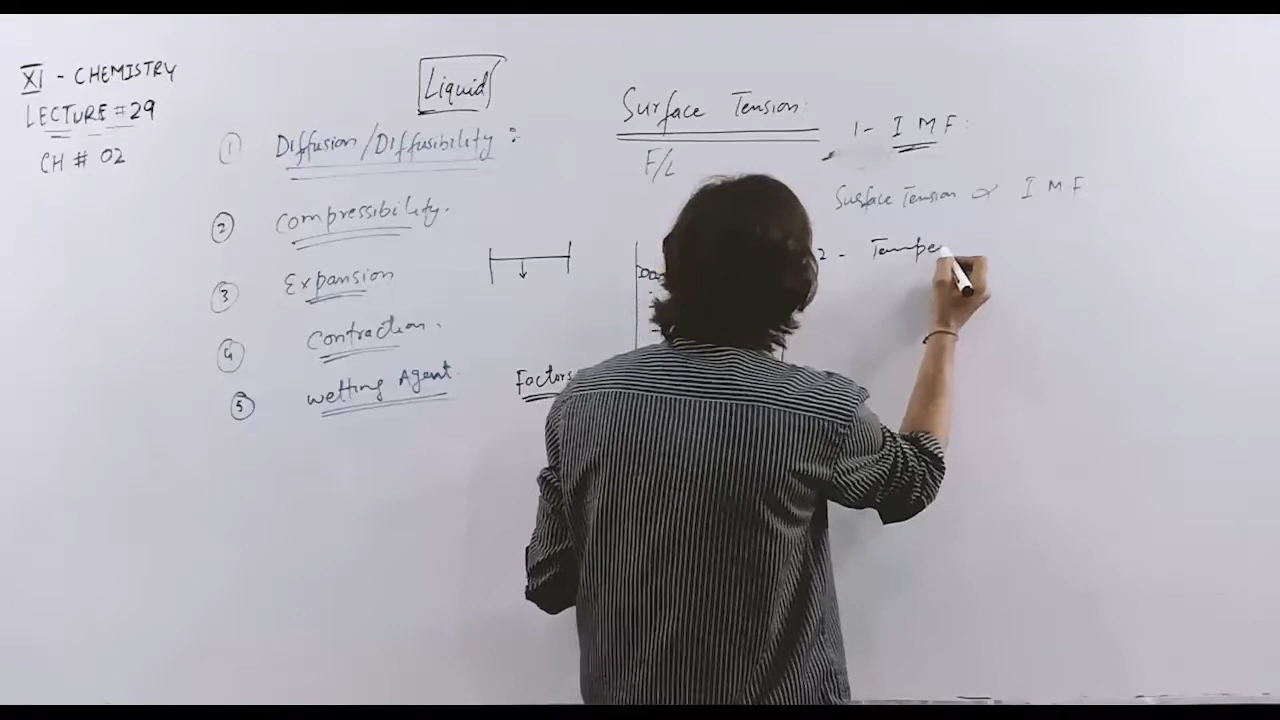 XI - CHEMISTRY
LECTURE #29
CH # 02
Liquid
① Diffusion/Diffusibility:
② Compressibility.
③ Expansion
④ Contraction.
⑤ Wetting Agent.
Surface Tension:
F/L
Factors
1- I M F:
Surface Tension ∝ I M F
2- Tempe